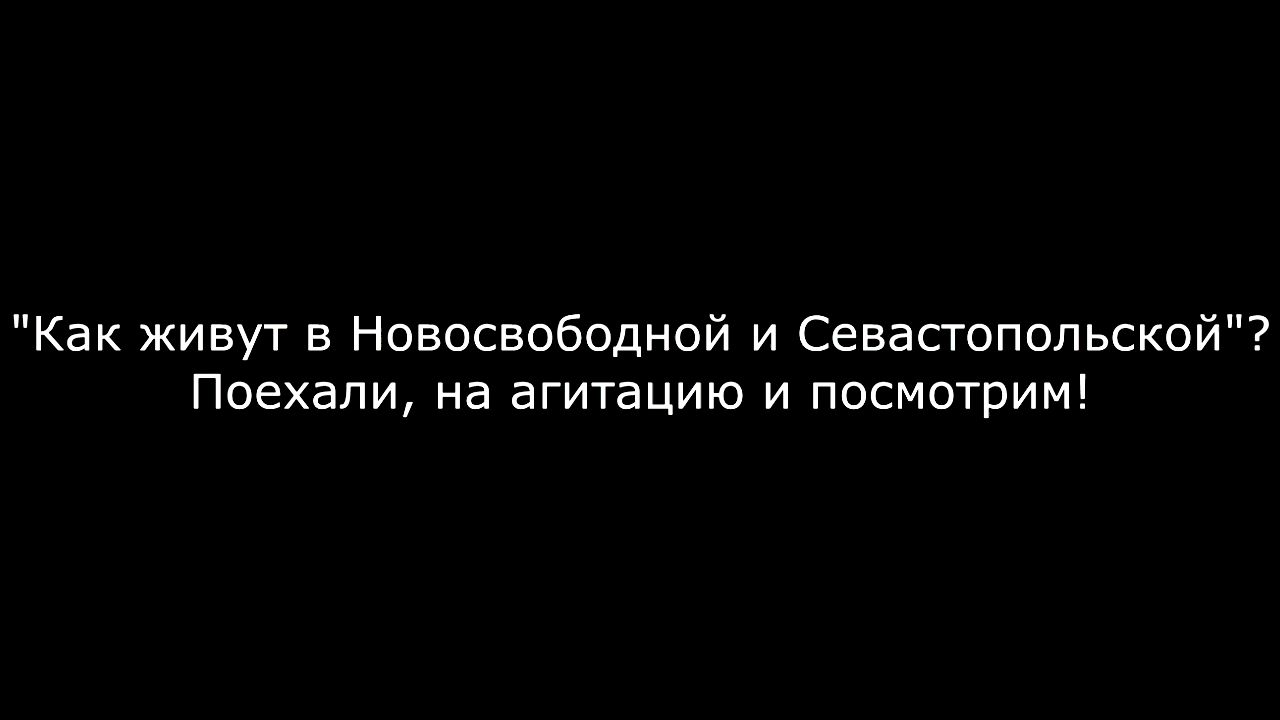 "Как живут в Новосвободной и Севастопольской"?
Поехали, на агитацию и посмотрим!